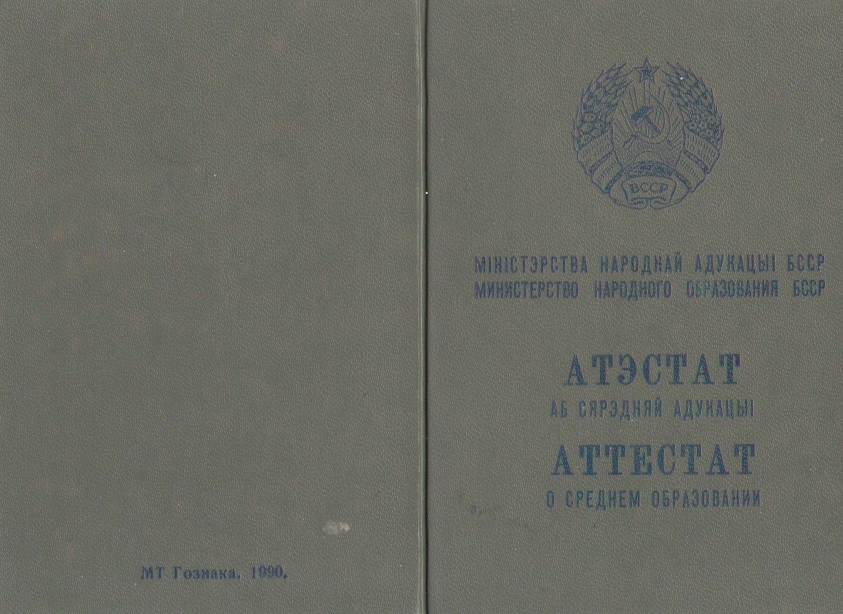 МТ Гознака. 1990.
БССР
МІНІСТЭРСТВА НАРОДНАЙ АДУКАЦЫІ БССР
МИНИСТЕРСТВО НАРОДНОГО ОБРАЗОВАНИЯ БССР
АТЭСТАТ
АБ СЯРЭДНЯЙ АДУКАЦЫІ
АТТЕСТАТ
О СРЕДНЕМ ОБРАЗОВАНИИ